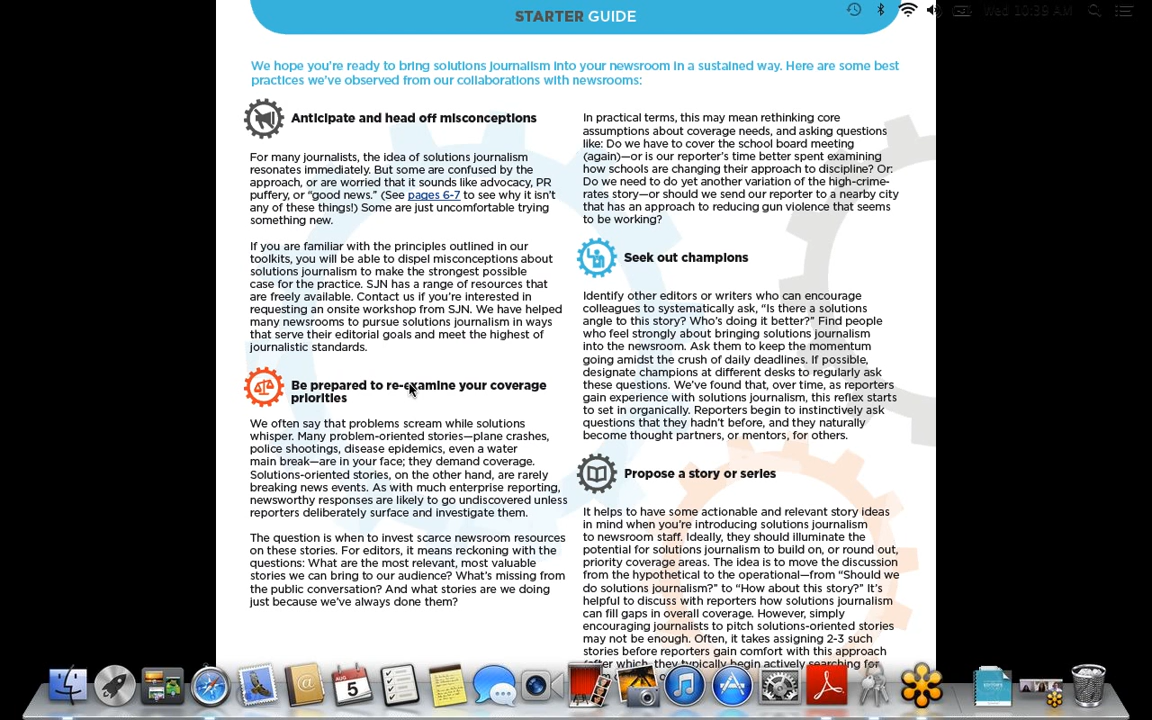 STARTER GUIDE
Wed 10:39 AM
We hope you're ready to bring solutions journalism into your newsroom in a sustained way. Here are some best
practices we've observed from our collaborations with newsrooms:
Anticipate and head off misconceptions
For many journalists, the idea of solutions journalism
resonates immediately. But some are confused by the
approach, or are worried that it sounds like advocacy, PR
puffery, or “good news.” (See pages 6-7 to see why it isn't
any of these things!) Some are just uncomfortable trying
something new.
If you are familiar with the principles outlined in our
toolkits, you will be able to dispel misconceptions about
solutions journalism to make the strongest possible
case for the practice. SJN has a range of resources that
are freely available. Contact us if you're interested in
requesting an onsite workshop from SJN. We have helped
many newsrooms to pursue solutions journalism in ways
that serve their editorial goals and meet the highest of
journalistic standards.
Be prepared to re-examine your coverage
priorities
We often say that problems scream while solutions
whisper. Many problem-oriented stories—plane crashes,
police shootings, disease epidemics, even a water
main break—are in your face; they demand coverage.
Solutions-oriented stories, on the other hand, are rarely
breaking news events. As with much enterprise reporting,
newsworthy responses are likely to go undiscovered unless
reporters deliberately surface and investigate them.
The question is when to invest scarce newsroom resources
on these stories. For editors, it means reckoning with the
questions: What are the most relevant, most valuable
stories we can bring to our audience? What's missing from
the public conversation? And what stories are we doing
just because we've always done them?
In practical terms, this may mean rethinking core
assumptions about coverage needs, and asking questions
like: Do we have to cover the school board meeting
(again)—or is our reporter's time better spent examining
how schools are changing their approach to discipline? Or:
Do we need to do yet another variation of the high-crime-
rates story—or should we send our reporter to a nearby city
that has an approach to reducing gun violence that seems
to be working?
Seek out champions
Identify other editors or writers who can encourage
colleagues to systematically ask, “Is there a solutions
angle to this story? Who's doing it better?” Find people
who feel strongly about bringing solutions journalism
into the newsroom. Ask them to keep the momentum
going amidst the crush of daily deadlines. If possible,
designate champions at different desks to regularly ask
these questions. We've found that, over time, as reporters
gain experience with solutions journalism, this reflex starts
to set in organically. Reporters begin to instinctively ask
questions that they hadn't before, and they naturally
become thought partners, or mentors, for others.
Propose a story or series
It helps to have some actionable and relevant story ideas
in mind when you're introducing solutions journalism
to newsroom staff. Ideally, they should illuminate the
potential for solutions journalism to build on, or round out,
priority coverage areas. The idea is to move the discussion
from the hypothetical to the operational—from “Should we
do solutions journalism?” to “How about this story?” It's
helpful to discuss with reporters how solutions journalism
can fill gaps in overall coverage. However, simply
encouraging journalists to pitch solutions-oriented stories
may not be enough. Often, it takes assigning 2-3 such
stories before reporters gain comfort with this approach
(after which, they typically begin actively searching for
AUG
5